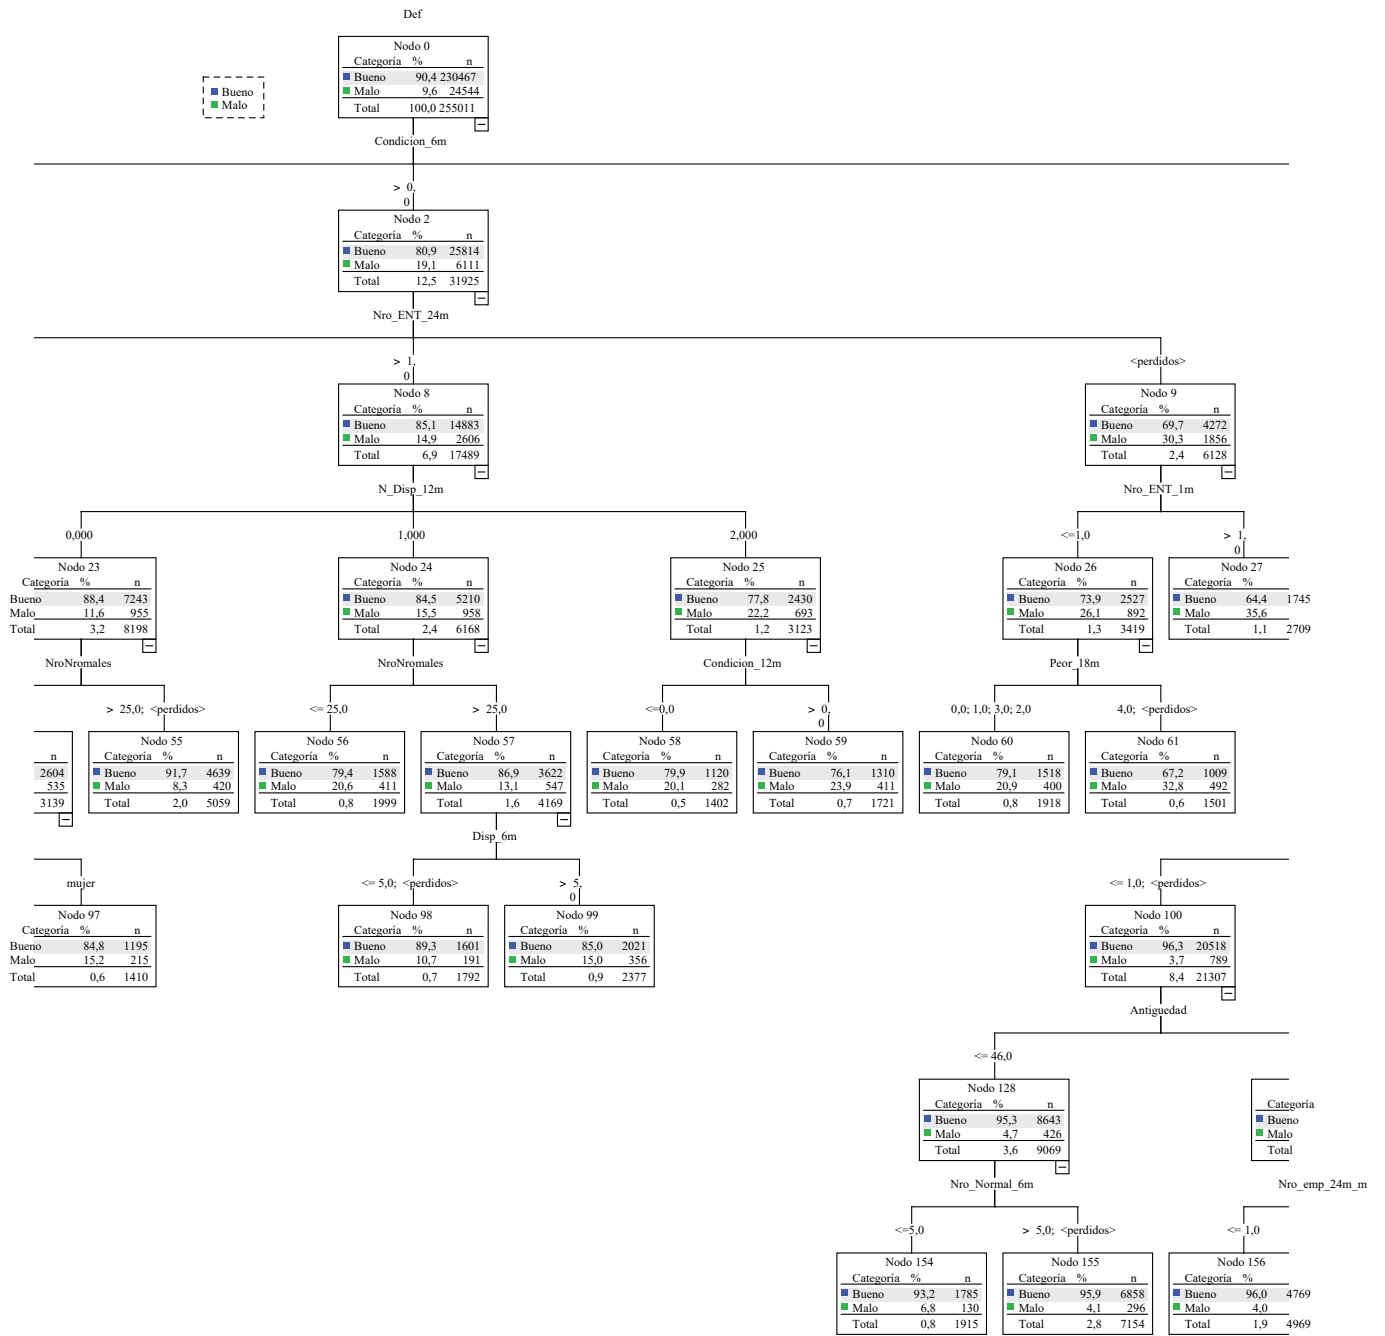 Def
Nodo 0
Categoría % n
Bueno 90,4 230467
Malo 9,6 24544
Total 100,0 255011
Bueno
Malo
Condicion_6m
> 0,
0
Nodo 2
Categoría % n
Bueno 80,9 25814
Malo 19,1 6111
Total 12,5 31925
Nro_ENT_24m
> 1,
0
<perdidos>
Nodo 8
Categoría % n
Bueno 85,1 14883
Malo 14,9 2606
Total 6,9 17489
Nodo 9
Categoría % n
Bueno 69,7 4272
Malo 30,3 1856
Total 2,4 6128
N_Disp_12m
Nro_ENT_1m
0,000
1,000
2,000
<=1,0
> 1,
0
Nodo 23
Categoría % n
Bueno 88,4 7243
Malo 11,6 955
Total 3,2 8198
Nodo 24
Categoría % n
Bueno 84,5 5210
Malo 15,5 958
Total 2,4 6168
Nodo 25
Categoría % n
Bueno 77,8 2430
Malo 22,2 693
Total 1,2 3123
Nodo 26
Categoría % n
Bueno 73,9 2527
Malo 26,1 892
Total 1,3 3419
Nodo 27
Categoría %
Bueno 64,4 1745
Malo 35,6
Total 1,1 2709
NroNromales
NroNromales
Condicion_12m
Peor_18m
> 25,0; <perdidos>
<= 25,0
> 25,0
<=0,0
> 0,
0
0,0; 1,0; 3,0; 2,0
4,0; <perdidos>
n
2604
535
3139
Nodo 55
Categoría % n
Bueno 91,7 4639
Malo 8,3 420
Total 2,0 5059
Nodo 56
Categoría % n
Bueno 79,4 1588
Malo 20,6 411
Total 0,8 1999
Nodo 57
Categoría % n
Bueno 86,9 3622
Malo 13,1 547
Total 1,6 4169
Nodo 58
Categoría % n
Bueno 79,9 1120
Malo 20,1 282
Total 0,5 1402
Nodo 59
Categoría % n
Bueno 76,1 1310
Malo 23,9 411
Total 0,7 1721
Nodo 60
Categoría % n
Bueno 79,1 1518
Malo 20,9 400
Total 0,8 1918
Nodo 61
Categoría % n
Bueno 67,2 1009
Malo 32,8 492
Total 0,6 1501
Disp_6m
mujer
<= 5,0; <perdidos>
> 5,
0
<= 1,0; <perdidos>
Nodo 97
Categoría % n
Bueno 84,8 1195
Malo 15,2 215
Total 0,6 1410
Nodo 98
Categoría % n
Bueno 89,3 1601
Malo 10,7 191
Total 0,7 1792
Nodo 99
Categoría % n
Bueno 85,0 2021
Malo 15,0 356
Total 0,9 2377
Nodo 100
Categoría % n
Bueno 96,3 20518
Malo 3,7 789
Total 8,4 21307
Antiguedad
<= 46,0
Nodo 128
Categoría % n
Bueno 95,3 8643
Malo 4,7 426
Total 3,6 9069
Categoría
Bueno
Malo
Total
Nro_Normal_6m
Nro_emp_24m_m
<=5,0
> 5,0; <perdidos>
<= 1,0
Nodo 154
Categoría % n
Bueno 93,2 1785
Malo 6,8 130
Total 0,8 1915
Nodo 155
Categoría % n
Bueno 95,9 6858
Malo 4,1 296
Total 2,8 7154
Nodo 156
Categoría %
Bueno 96,0 4769
Malo 4,0
Total 1,9 4969